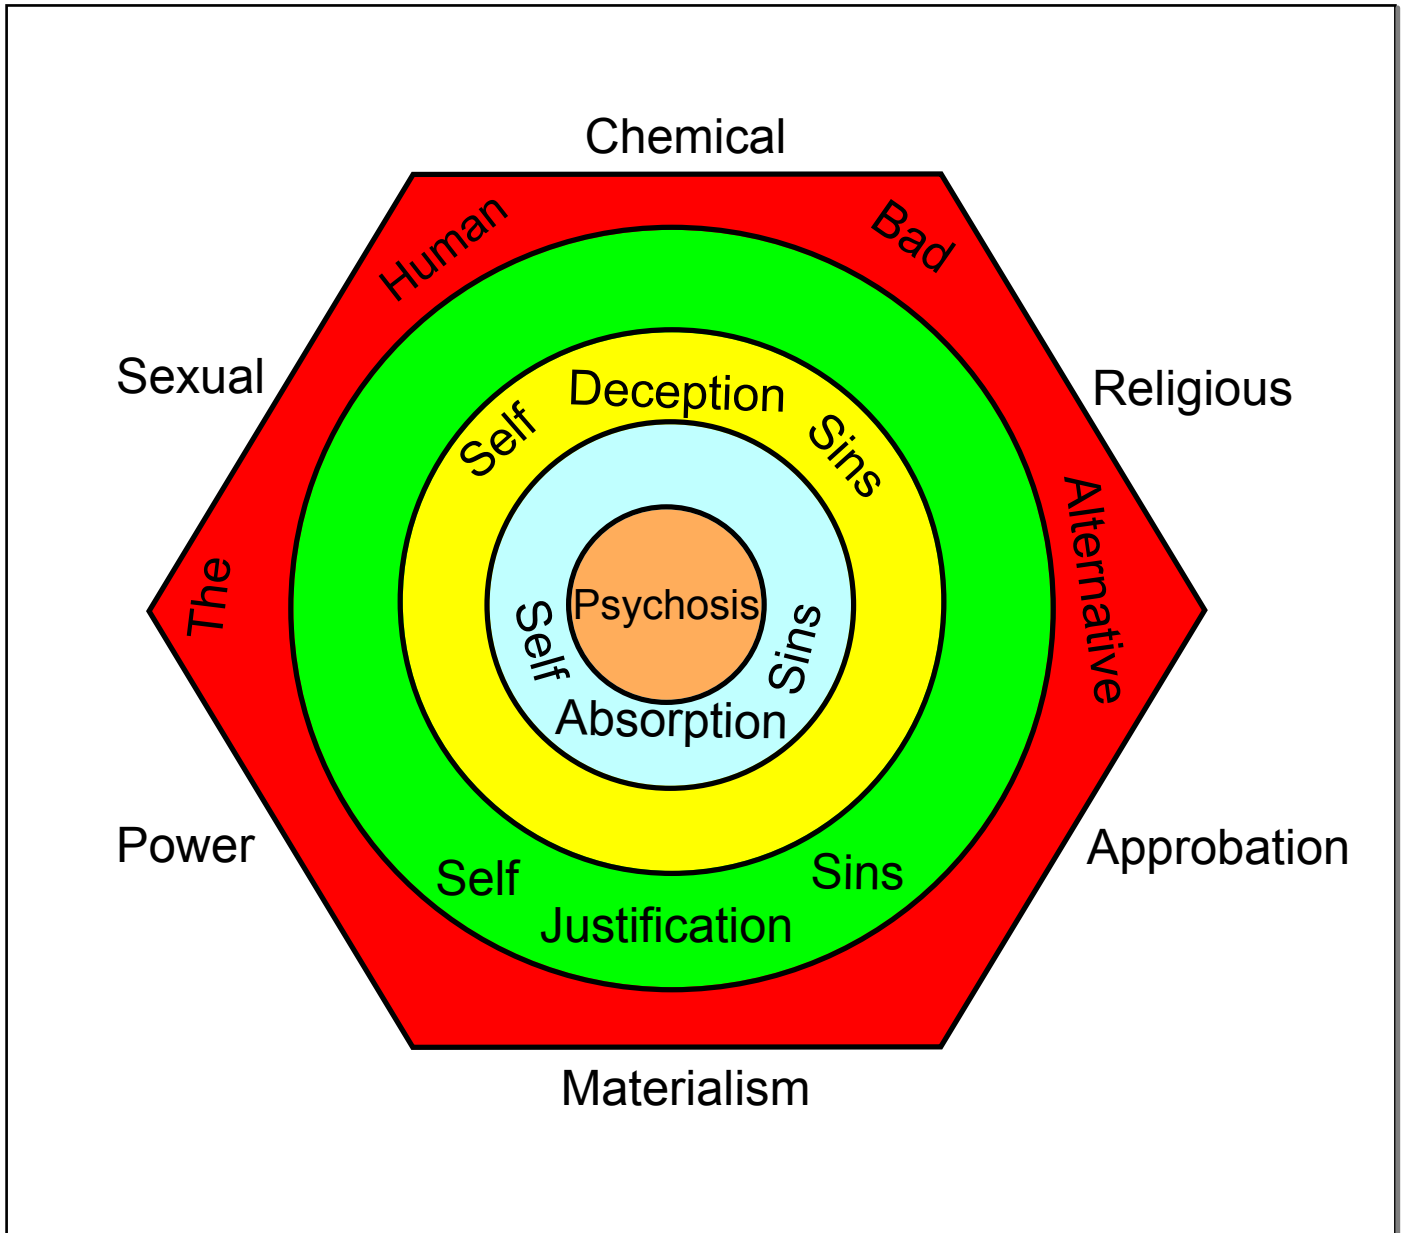 Chemical
The Human Bad Alternative
Sexual
Religious
Self Deception Sins
Psychosis
Self Absorption Sins
Power
Approbation
Self Justification Sins
Materialism